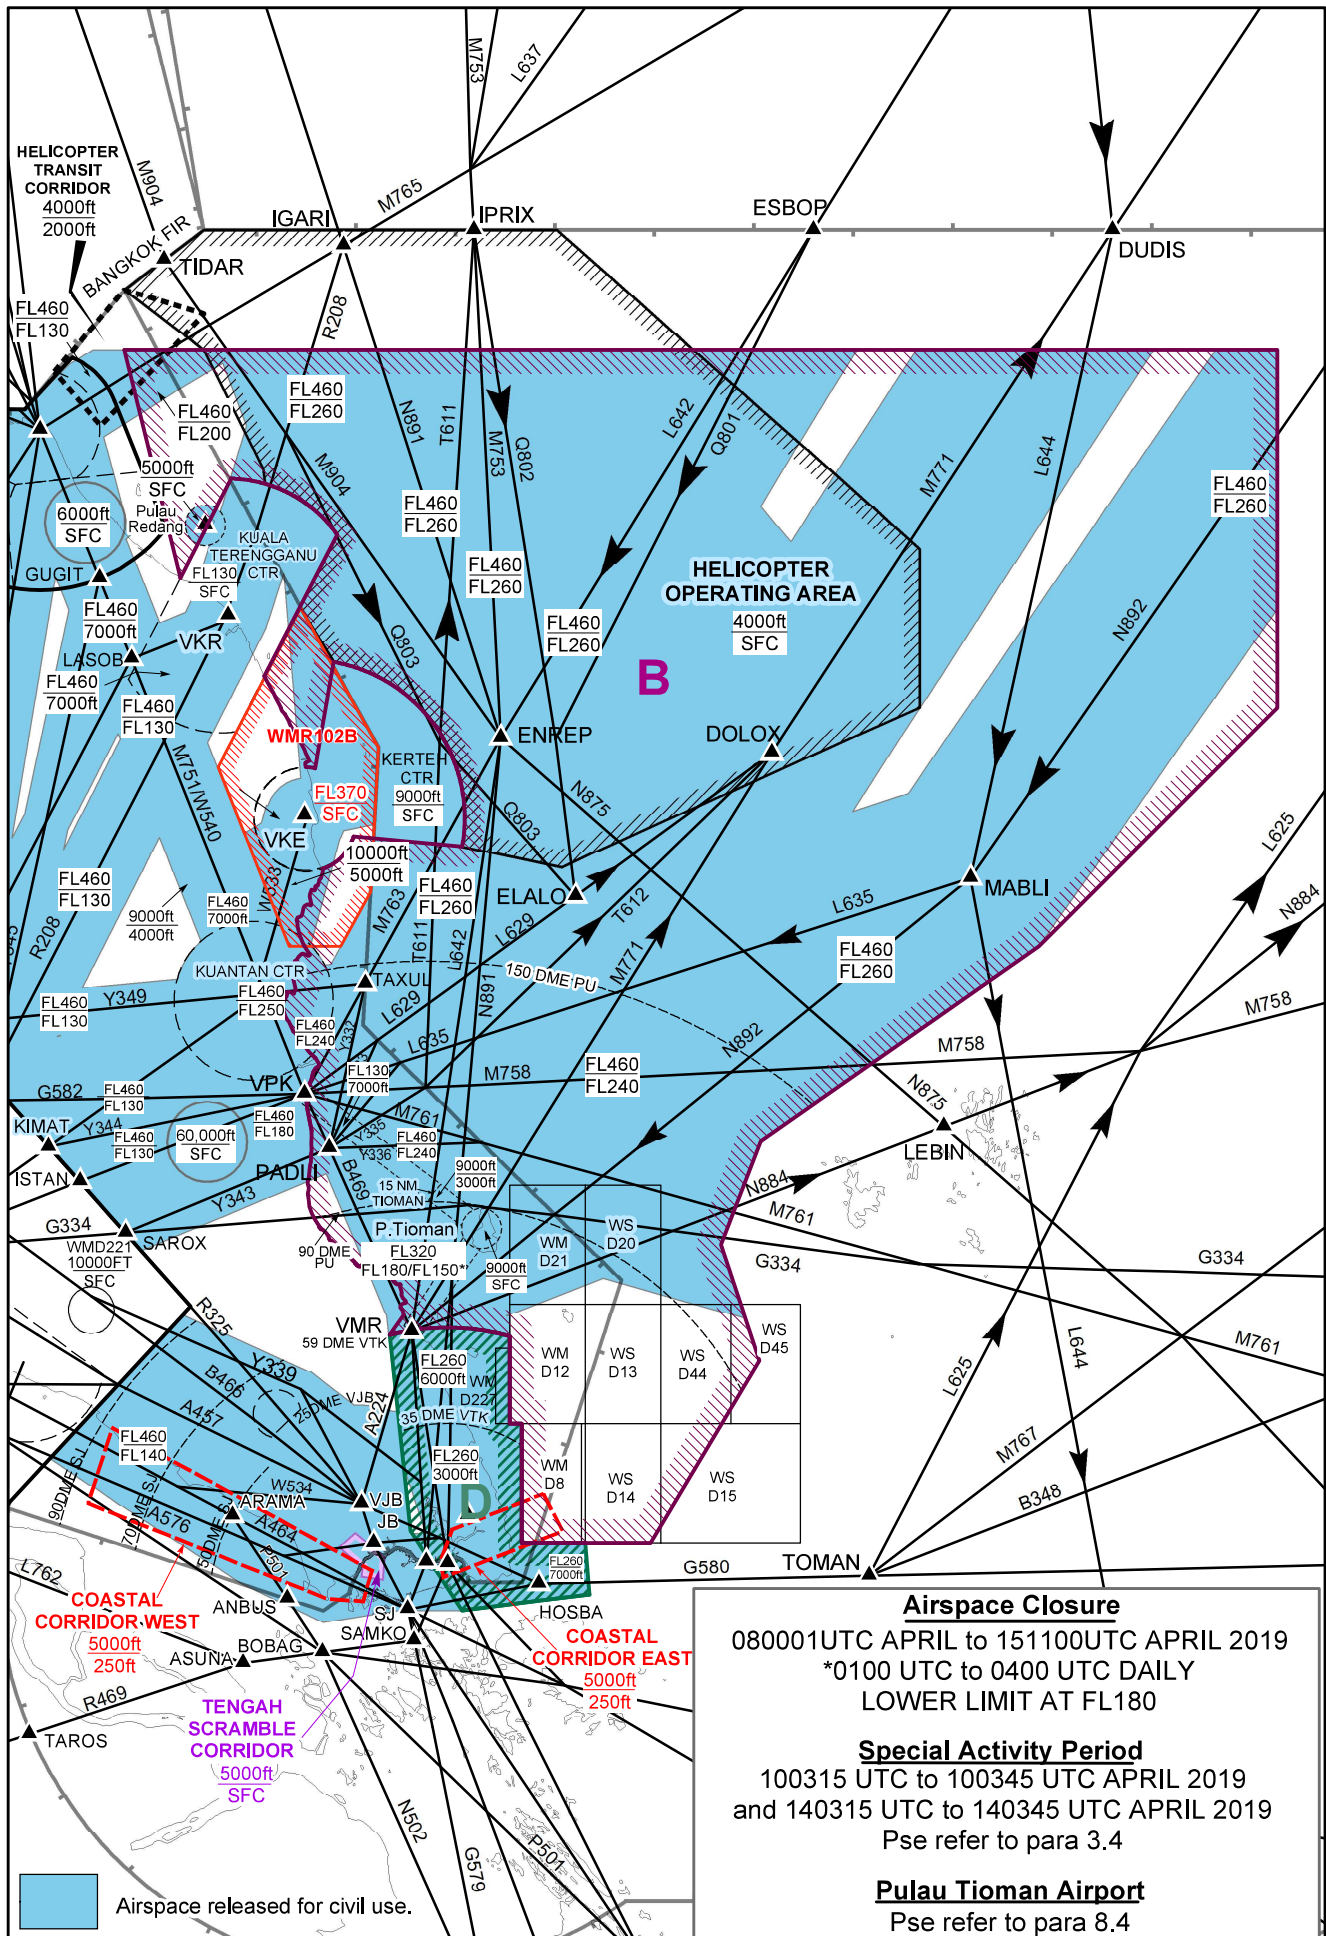 M753
L637
HELICOPTER
TRANSIT
CORRIDOR
4000ft
2000ft
M904
M765
BANGKOK FIR
TIDAR
IGARI
IPRIX
ESBOP
DUDIS
FL460
FL130
R208
FL460
FL260
FL460
FL200
N891
T611
M753
Q802
L642
Q801
M771
L644
M904
5000ft
SFC
Pulau
Redang
6000ft
SFC
KUALA
TERENGGANU
CTR
FL130
SFC
FL460
FL260
FL460
FL260
FL460
FL260
FL460
FL260
HELICOPTER
OPERATING AREA
4000ft
SFC
N892
GUGIT
FL460
7000ft
VKR
LASOB
FL460
7000ft
FL460
FL130
Q803
B
M751/W540
WMR102B
FL370
SFC
VKE
KERTEH
CTR
9000ft
SFC
ENREP
DOLOX
N875
Q803
10000ft
5000ft
W533
FL460
FL130
9000ft
4000ft
FL460
7000ft
R208
M763
FL460
FL260
ELALO
L629
T612
L635
MABLI
L625
N884
T611
L642
N891
M771
FL460
FL260
KUANTAN CTR
FL460
FL250
TAXUL
150 DME PU
Y349
FL460
FL130
FL460
FL240
Y332
L629
L635
N892
M758
M758
M758
FL460
FL240
N875
G582
VPK
FL130
7000ft
FL460
FL130
KIMAT
Y344
FL460
FL130
60,000ft
SFC
FL460
FL180
M761
Y335
Y336
FL460
FL240
PADLI
ISTAN
Y343
B469
9000ft
3000ft
15 NM
TIOMAN
P.Tioman
LEBIN
N884
M761
G334
SAROX
WMD221
10000FT
SFC
90 DME
PU
FL320
FL180/FL150*
9000ft
SFC
WM
D21
WS
D20
G334
G334
R325
VMR
59 DME VTK
WM
D12
WS
D13
WS
D44
WS
D45
L644
M761
L625
Y339
B466
A457
25DME
VJB
A224
FL260
6000ft
WM
D227
35 DME VTK
FL460
FL140
FL260
3000ft
WM
D8
WS
D14
WS
D15
M767
B348
90DME SJ
70DME SJ
50DME SJ
W534
ARAMA
VJB
JB
D
A576
A464
P501
L762
COASTAL
CORRIDOR WEST
5000ft
250ft
ANBUS
SJ
SAMKO
BOBAG
ASUNA
FL260
7000ft
HOSBA
G580
TOMAN
COASTAL
CORRIDOR EAST
5000ft
250ft
R469
TAROS
TENGAH
SCRAMBLE
CORRIDOR
5000ft
SFC
N502
G579
P501
Airspace released for civil use.
Airspace Closure
080001UTC APRIL to 151100UTC APRIL 2019
*0100 UTC to 0400 UTC DAILY
LOWER LIMIT AT FL180
Special Activity Period
100315 UTC to 100345 UTC APRIL 2019
and 140315 UTC to 140345 UTC APRIL 2019
Pse refer to para 3.4
Pulau Tioman Airport
Pse refer to para 8.4